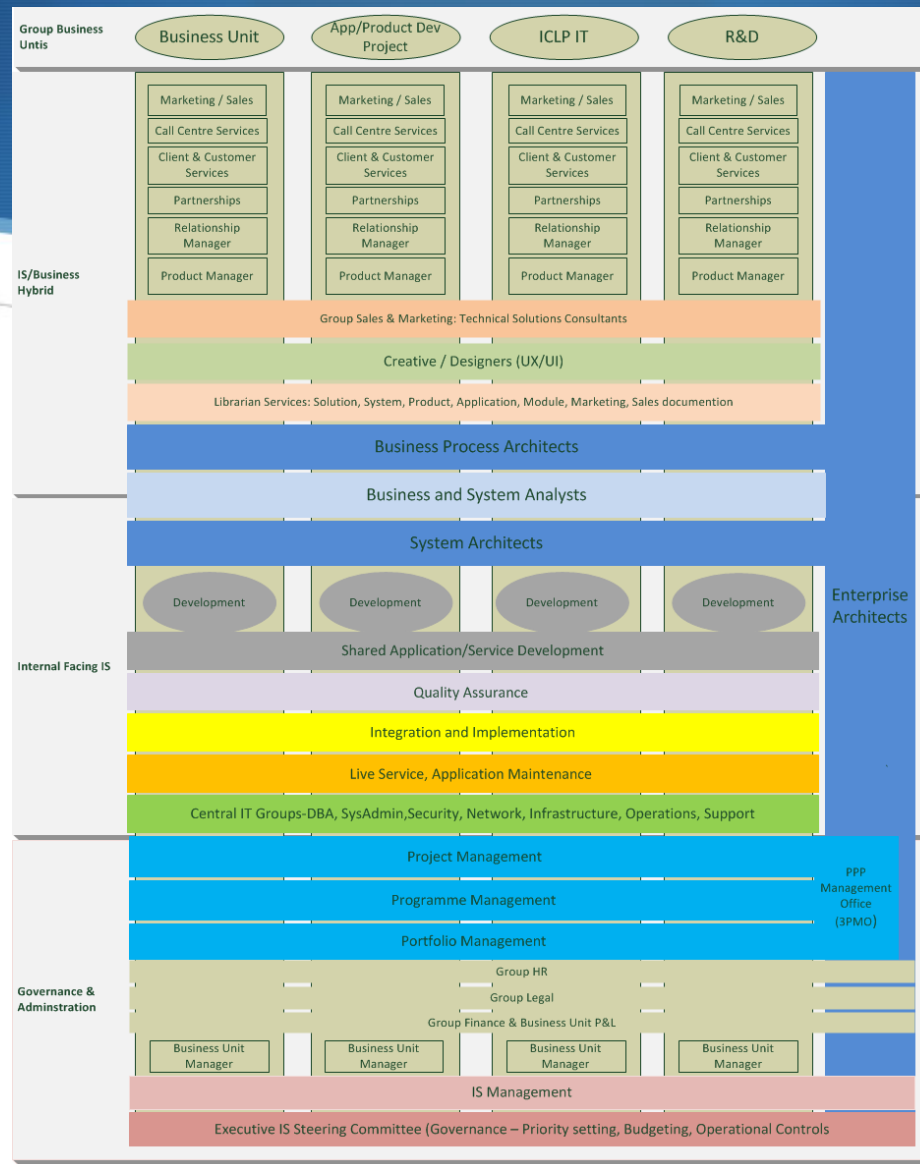 Group Business
Untis
Business Unit
App/Product Dev
Project
ICLP IT
R&D
IS/Business
Hybrid
Marketing / Sales
Marketing / Sales
Marketing / Sales
Marketing / Sales
Call Centre Services
Call Centre Services
Call Centre Services
Call Centre Services
Client & Customer
Services
Client & Customer
Services
Client & Customer
Services
Client & Customer
Services
Partnerships
Partnerships
Partnerships
Partnerships
Relationship
Manager
Relationship
Manager
Relationship
Manager
Relationship
Manager
Product Manager
Product Manager
Product Manager
Product Manager
Group Sales & Marketing: Technical Solutions Consultants
Creative / Designers (UX/UI)
Librarian Services: Solution, System, Product, Application, Module, Marketing, Sales documention
Business Process Architects
Business and System Analysts
System Architects
Enterprise
Architects
Internal Facing IS
Development
Development
Development
Development
Shared Application/Service Development
Quality Assurance
Integration and Implementation
Live Service, Application Maintenance
Central IT Groups-DBA, SysAdmin,Security, Network, Infrastructure, Operations, Support
Governance &
Adminstration
Project Management
Programme Management
Portfolio Management
PPP
Management
Office
(3PMO)
Group HR
Group Legal
Group Finance & Business Unit P&L
Business Unit
Manager
Business Unit
Manager
Business Unit
Manager
Business Unit
Manager
IS Management
Executive IS Steering Committee (Governance – Priority setting, Budgeting, Operational Controls